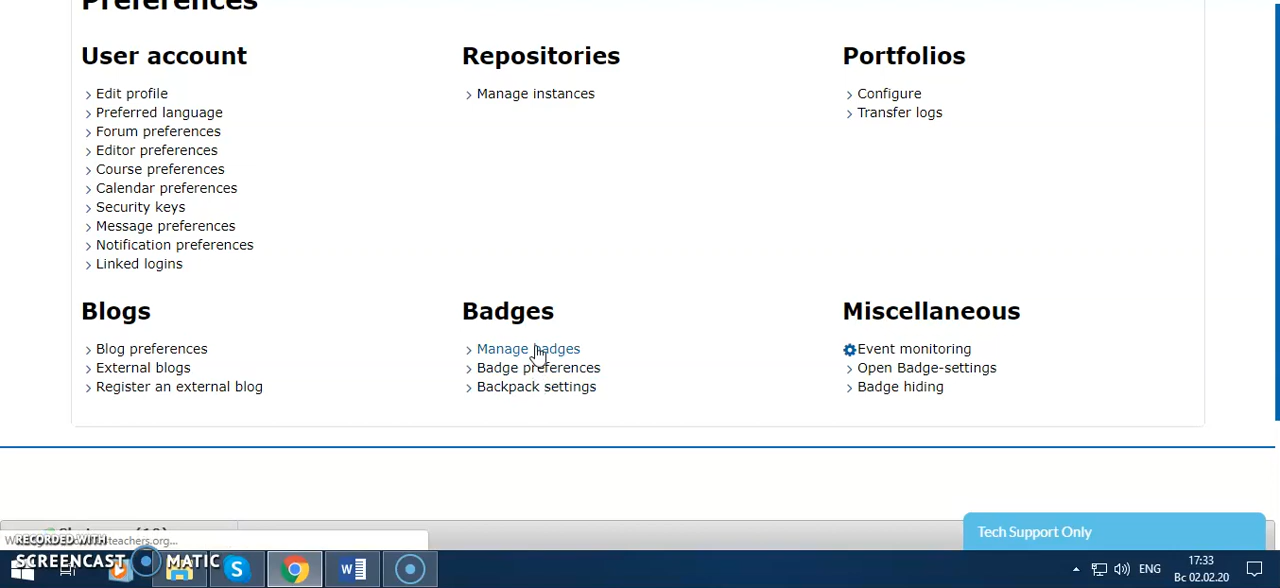 Preferences
User account
Edit profile
Preferred language
Forum preferences
Editor preferences
Course preferences
Calendar preferences
Security keys
Message preferences
Notification preferences
Linked logins
Repositories
Manage instances
Portfolios
Configure
Transfer logs
Blogs
Blog preferences
External blogs
Register an external blog
Badges
Manage badges
Badge preferences
Backpack settings
Miscellaneous
Event monitoring
Open Badge-settings
Badge hiding
Tech Support Only
RECORDED WITH
SCREENCAST MATIC
ENG
17:33
Вс 02.02.20